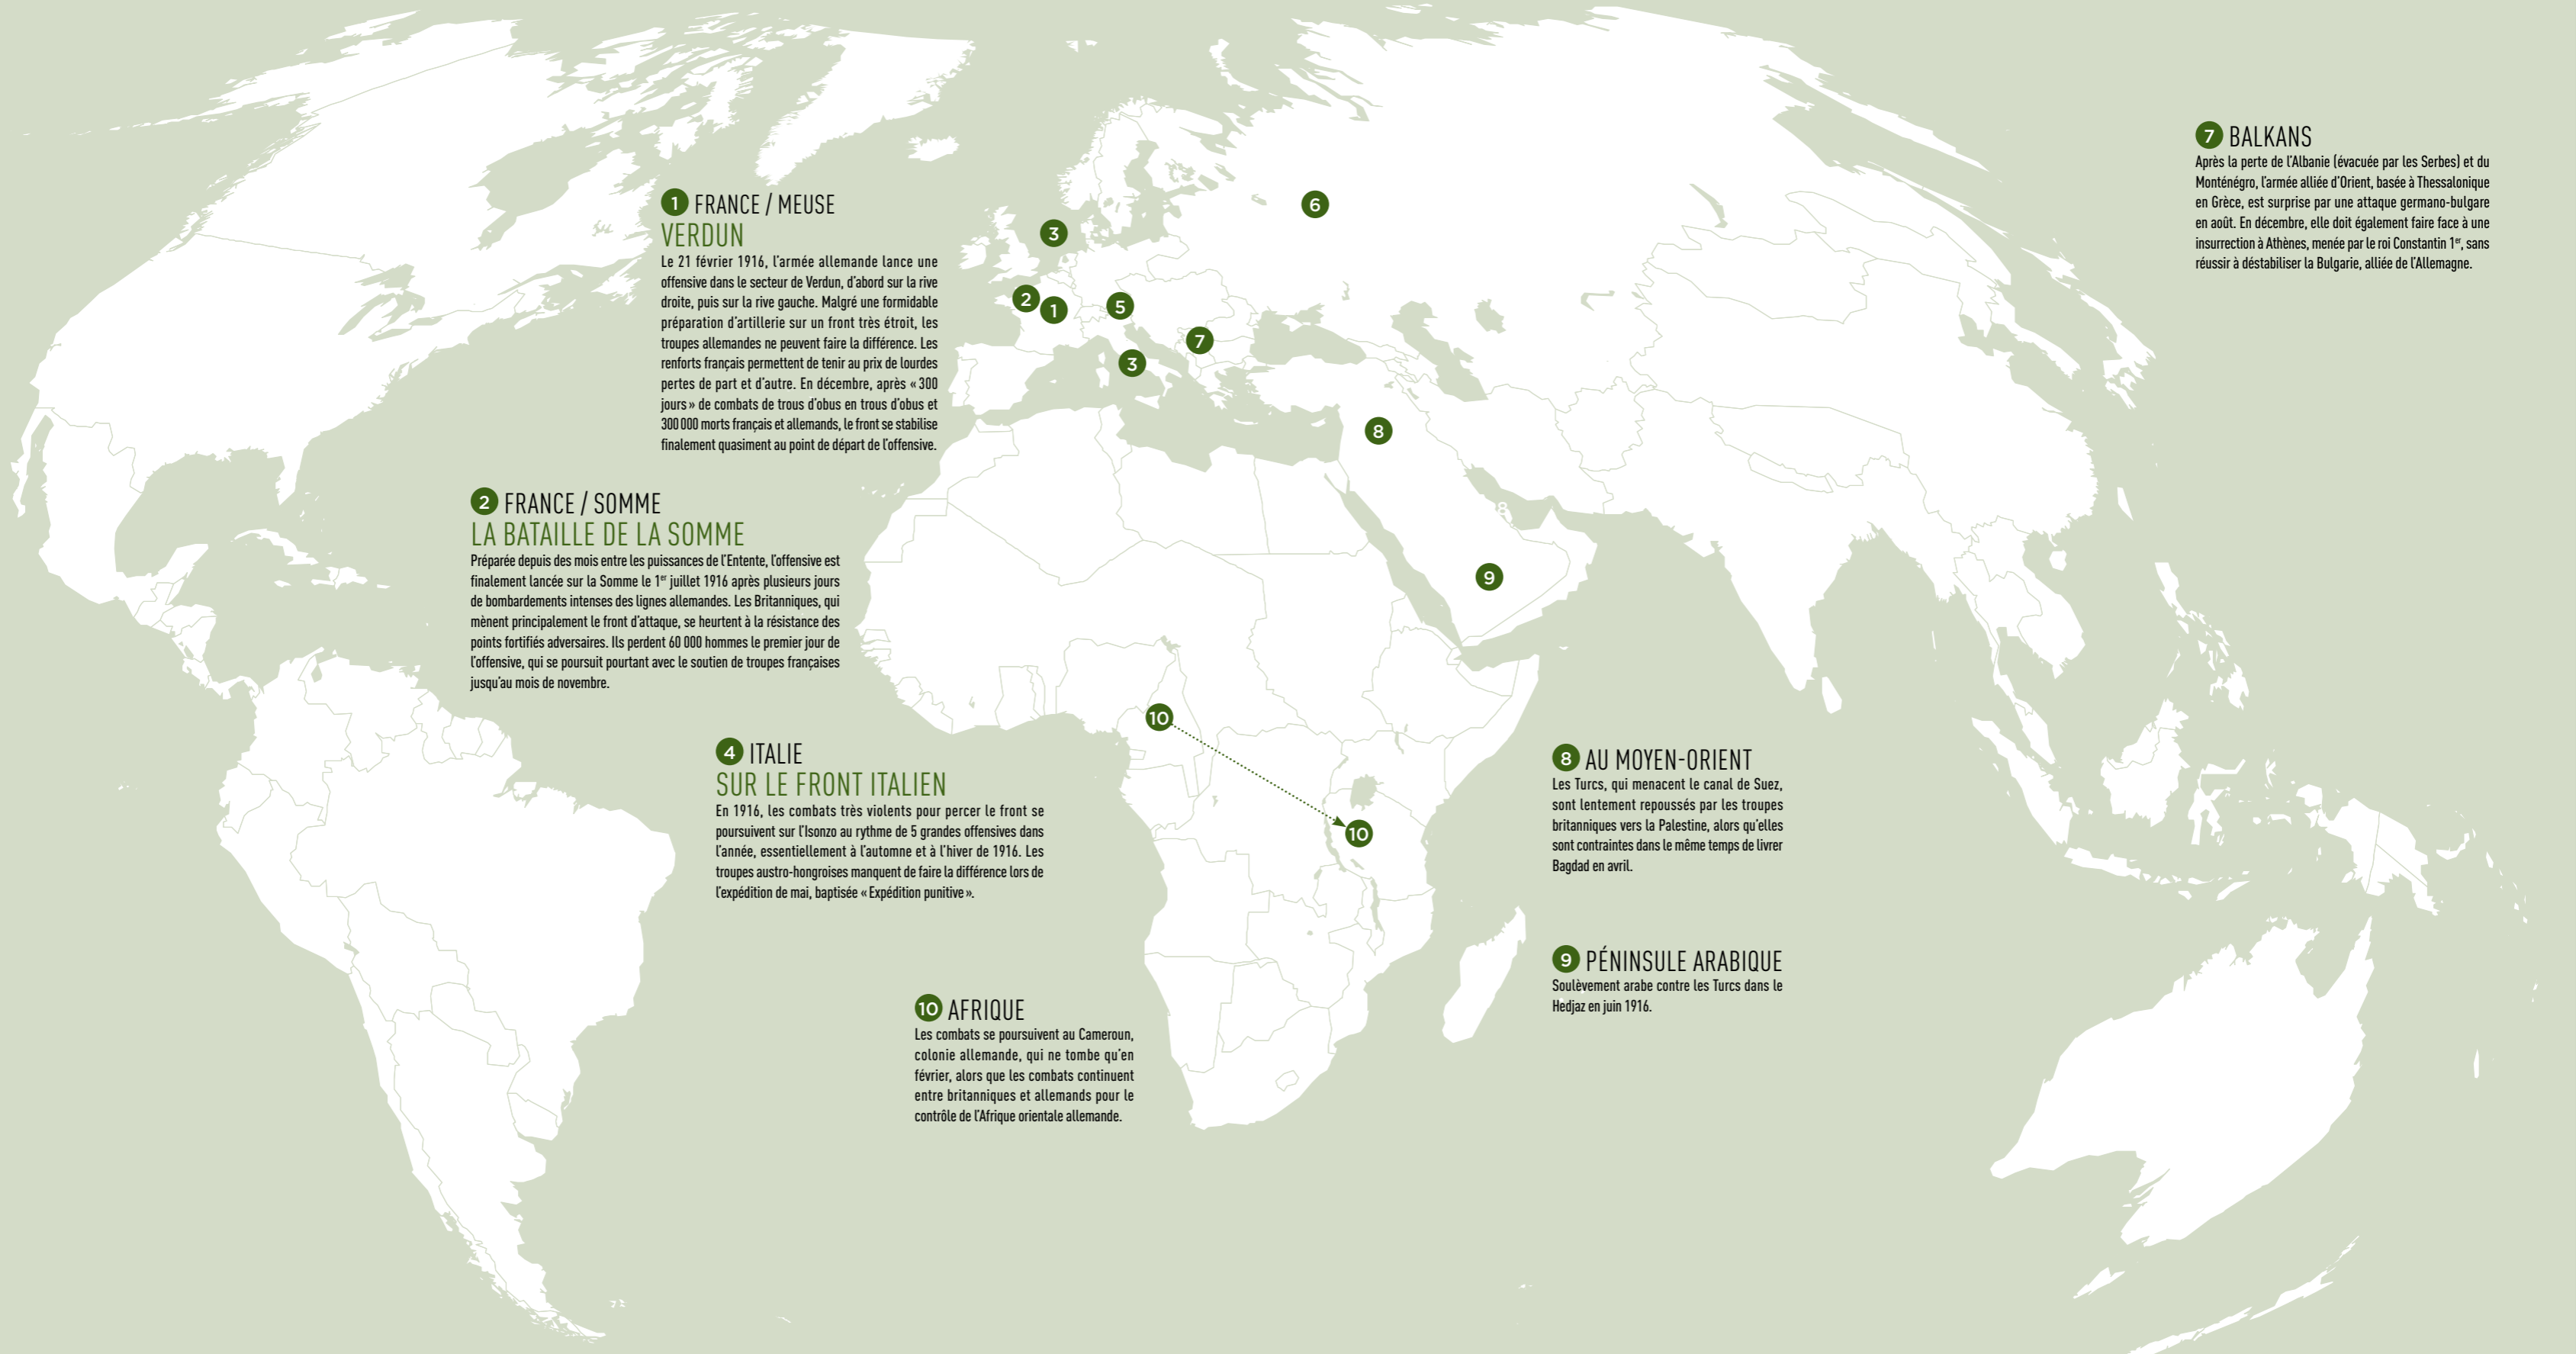 1 FRANCE / MEUSE
VERDUN
Le 21 février 1916, l'armée allemande lance une
offensive dans le secteur de Verdun, d'abord sur la rive
droite, puis sur la rive gauche. Malgré une formidable
préparation d'artillerie sur un front très étroit, les
troupes allemandes ne peuvent faire la différence. Les
renforts français permettent de tenir au prix de lourdes
pertes de part et d'autre. En décembre, après « 300
jours » de combats de trous d'obus en trous d'obus et
300 000 morts français et allemands, le front se stabilise
finalement quasiment au point de départ de l'offensive.
2 FRANCE / SOMME
LA BATAILLE DE LA SOMME
Préparée depuis des mois entre les puissances de l'Entente, l'offensive est
finalement lancée sur la Somme le 1er juillet 1916 après plusieurs jours
de bombardements intenses des lignes allemandes. Les Britanniques, qui
mènent principalement le front d'attaque, se heurtent à la résistance des
points fortifiés adversaires. Ils perdent 60 000 hommes le premier jour de
l'offensive, qui se poursuit pourtant avec le soutien de troupes françaises
jusqu'au mois de novembre.
4 ITALIE
SUR LE FRONT ITALIEN
En 1916, les combats très violents pour percer le front se
poursuivent sur l'Isonzo au rythme de 5 grandes offensives dans
l'année, essentiellement à l'automne et à l'hiver de 1916. Les
troupes austro-hongroises manquent de faire la différence lors de
l'expédition de mai, baptisée « Expédition punitive ».
10 AFRIQUE
Les combats se poursuivent au Cameroun,
colonie allemande, qui ne tombe qu'en
février, alors que les combats continuent
entre britanniques et allemands pour le
contrôle de l'Afrique orientale allemande.
6
3
2
1
5
7
3
8
8
9
10
10
8 AU MOYEN-ORIENT
Les Turcs, qui menacent le canal de Suez,
sont lentement repoussés par les troupes
britanniques vers la Palestine, alors qu'elles
sont contraintes dans le même temps de livrer
Bagdad en avril.
9 PÉNINSULE ARABIQUE
Soulèvement arabe contre les Turcs dans le
Hedjaz en juin 1916.
7 BALKANS
Après la perte de l'Albanie (évacuée par les Serbes) et du
Monténégro, l'armée alliée d'Orient, basée à Thessalonique
en Grèce, est surprise par une attaque germano-bulgare
en août. En décembre, elle doit également faire face à une
insurrection à Athènes, menée par le roi Constantin 1er, sans
réussir à déstabiliser la Bulgarie, alliée de l'Allemagne.